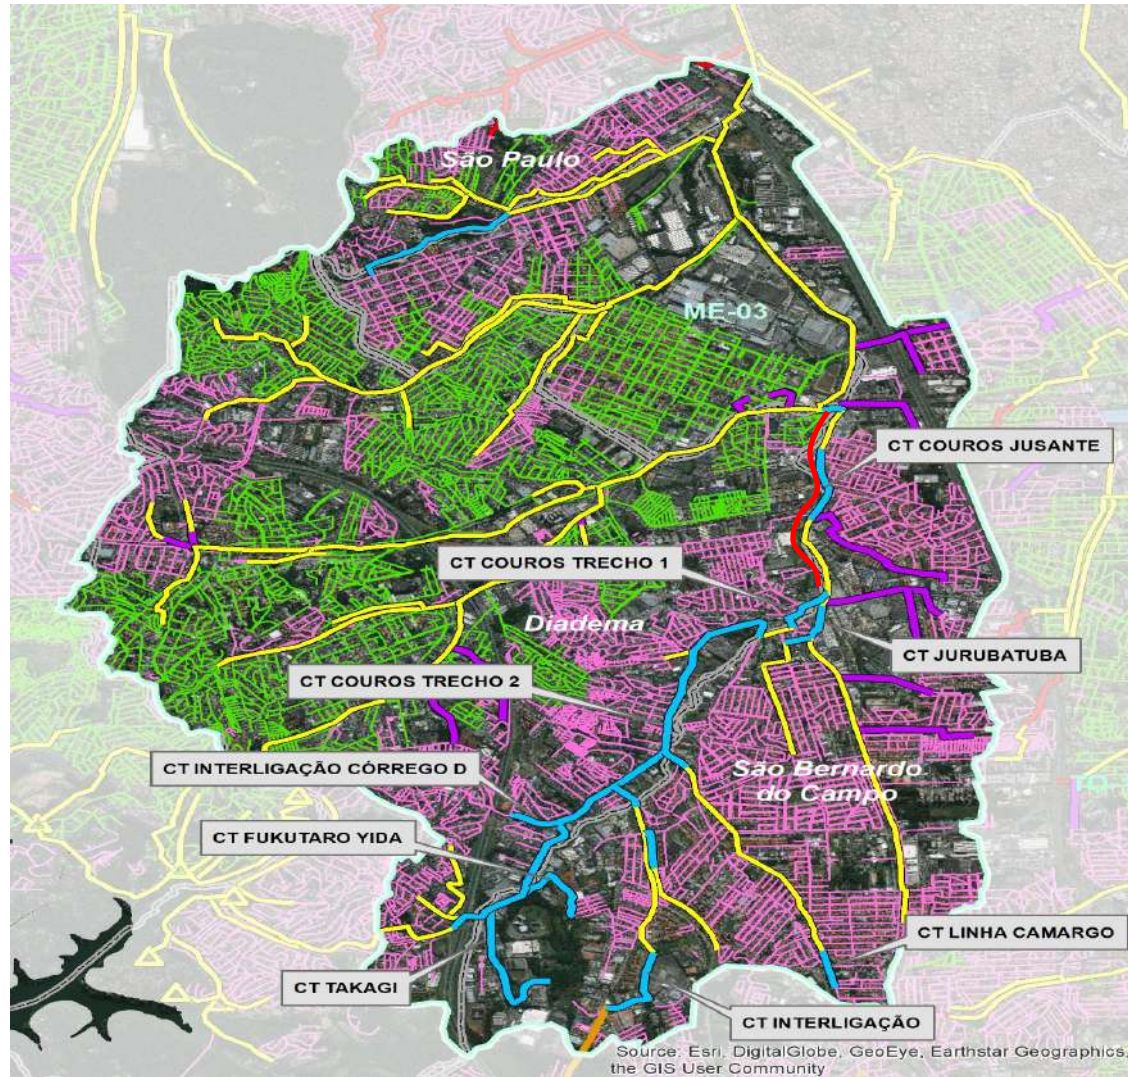 São Paulo
ME-03
CT COUROS JUSANTE
CT COUROS TRECHO 1
Diadema
CT JURUBATUBA
CT COUROS TRECHO 2
CT INTERLIGAÇÃO CÓRREGO D
São Bernardo
do Campo
CT FUKUTARO YIDA
CT LINHA CAMARGO
CT TAKAGI
CT INTERLIGAÇÃO
Source: Esri, DigitalGlobe, GeoEye, Earthstar Geographics,
the GIS User Community